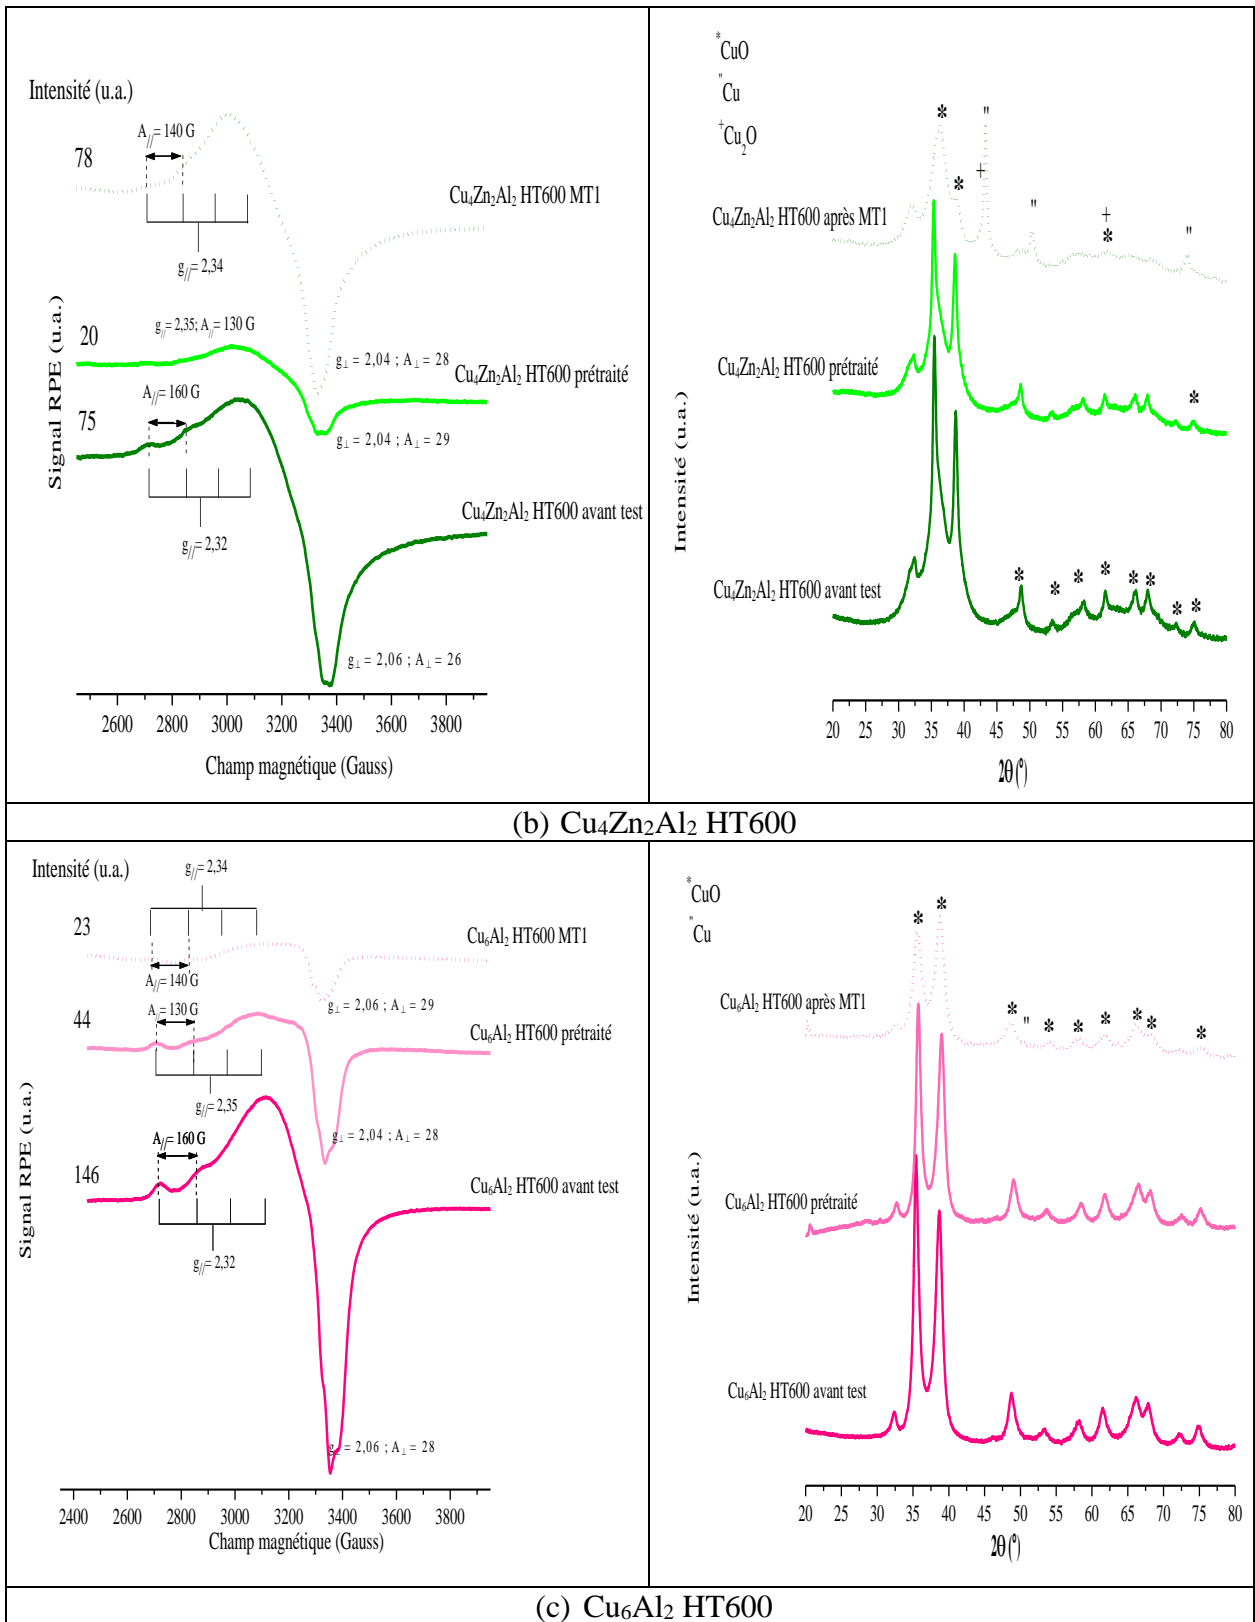 Intensité (u.a.)
A//= 140 G
78
Cu4Zn2Al2 HT600 MT1
g//= 2,34
20
g//= 2,35; A//= 130 G
g⊥ = 2,04 ; A⊥ = 28
Cu4Zn2Al2 HT600 prétraité
A//= 160 G
75
g⊥ = 2,04 ; A⊥ = 29
Cu4Zn2Al2 HT600 avant test
g//= 2,32
g⊥ = 2,06 ; A⊥ = 26
Signal RPE (u.a.)
2600 2800 3000 3200 3400 3600 3800
Champ magnétique (Gauss)
*CuO
"Cu
+Cu2O
* " + * " + * "
Cu4Zn2Al2 HT600 après MT1
Cu4Zn2Al2 HT600 prétraité
*
Cu4Zn2Al2 HT600 avant test
* * * * * * * *
Intensité (u.a.)
20 25 30 35 40 45 50 55 60 65 70 75 80
2θ (°)
(b) Cu4Zn2Al2 HT600
Intensité (u.a.)
g//= 2,34
23
Cu6Al2 HT600 MT1
A//= 140 G
g⊥ = 2,06 ; A⊥ = 29
A//= 130 G
44
Cu6Al2 HT600 prétraité
g//= 2,35
g⊥ = 2,04 ; A⊥ = 28
A//= 160 G
146
Cu6Al2 HT600 avant test
g//= 2,32
g⊥ = 2,06 ; A⊥ = 28
Signal RPE (u.a.)
2400 2600 2800 3000 3200 3400 3600 3800
Champ magnétique (Gauss)
*CuO
"Cu
* *
Cu6Al2 HT600 après MT1
* " * * * * * *
Cu6Al2 HT600 prétraité
Cu6Al2 HT600 avant test
Intensité (u.a.)
20 25 30 35 40 45 50 55 60 65 70 75 80
2θ (°)
(c) Cu6Al2 HT600